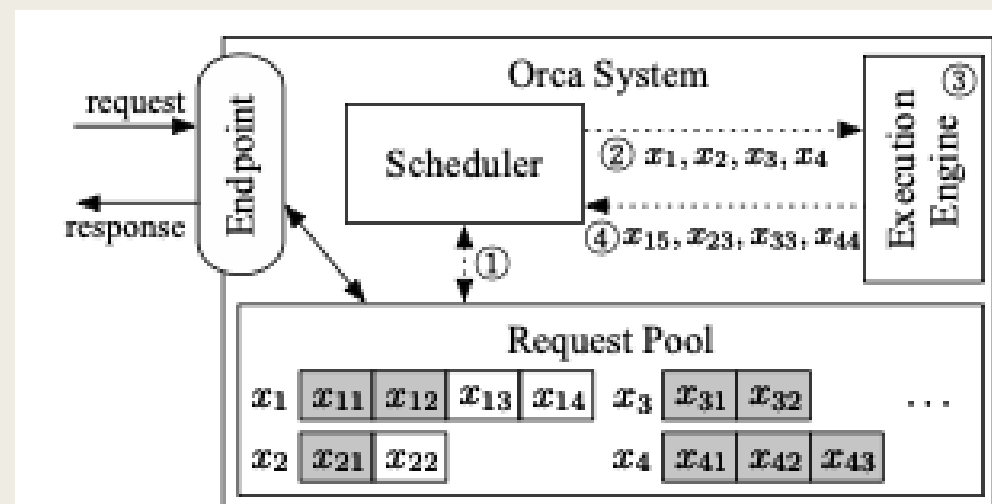 Orca System
request
response
Endpoint
Scheduler
② x₁, x₂, x₃, x₄
④ x₁₅, x₂₃, x₃₃, x₄₄
③
Execution
Engine
①
Request Pool
x₁ x₁₁ x₁₂ x₁₃ x₁₄ x₃ x₃₁ x₃₂ ...
x₂ x₂₁ x₂₂ x₄ x₄₁ x₄₂ x₄₃